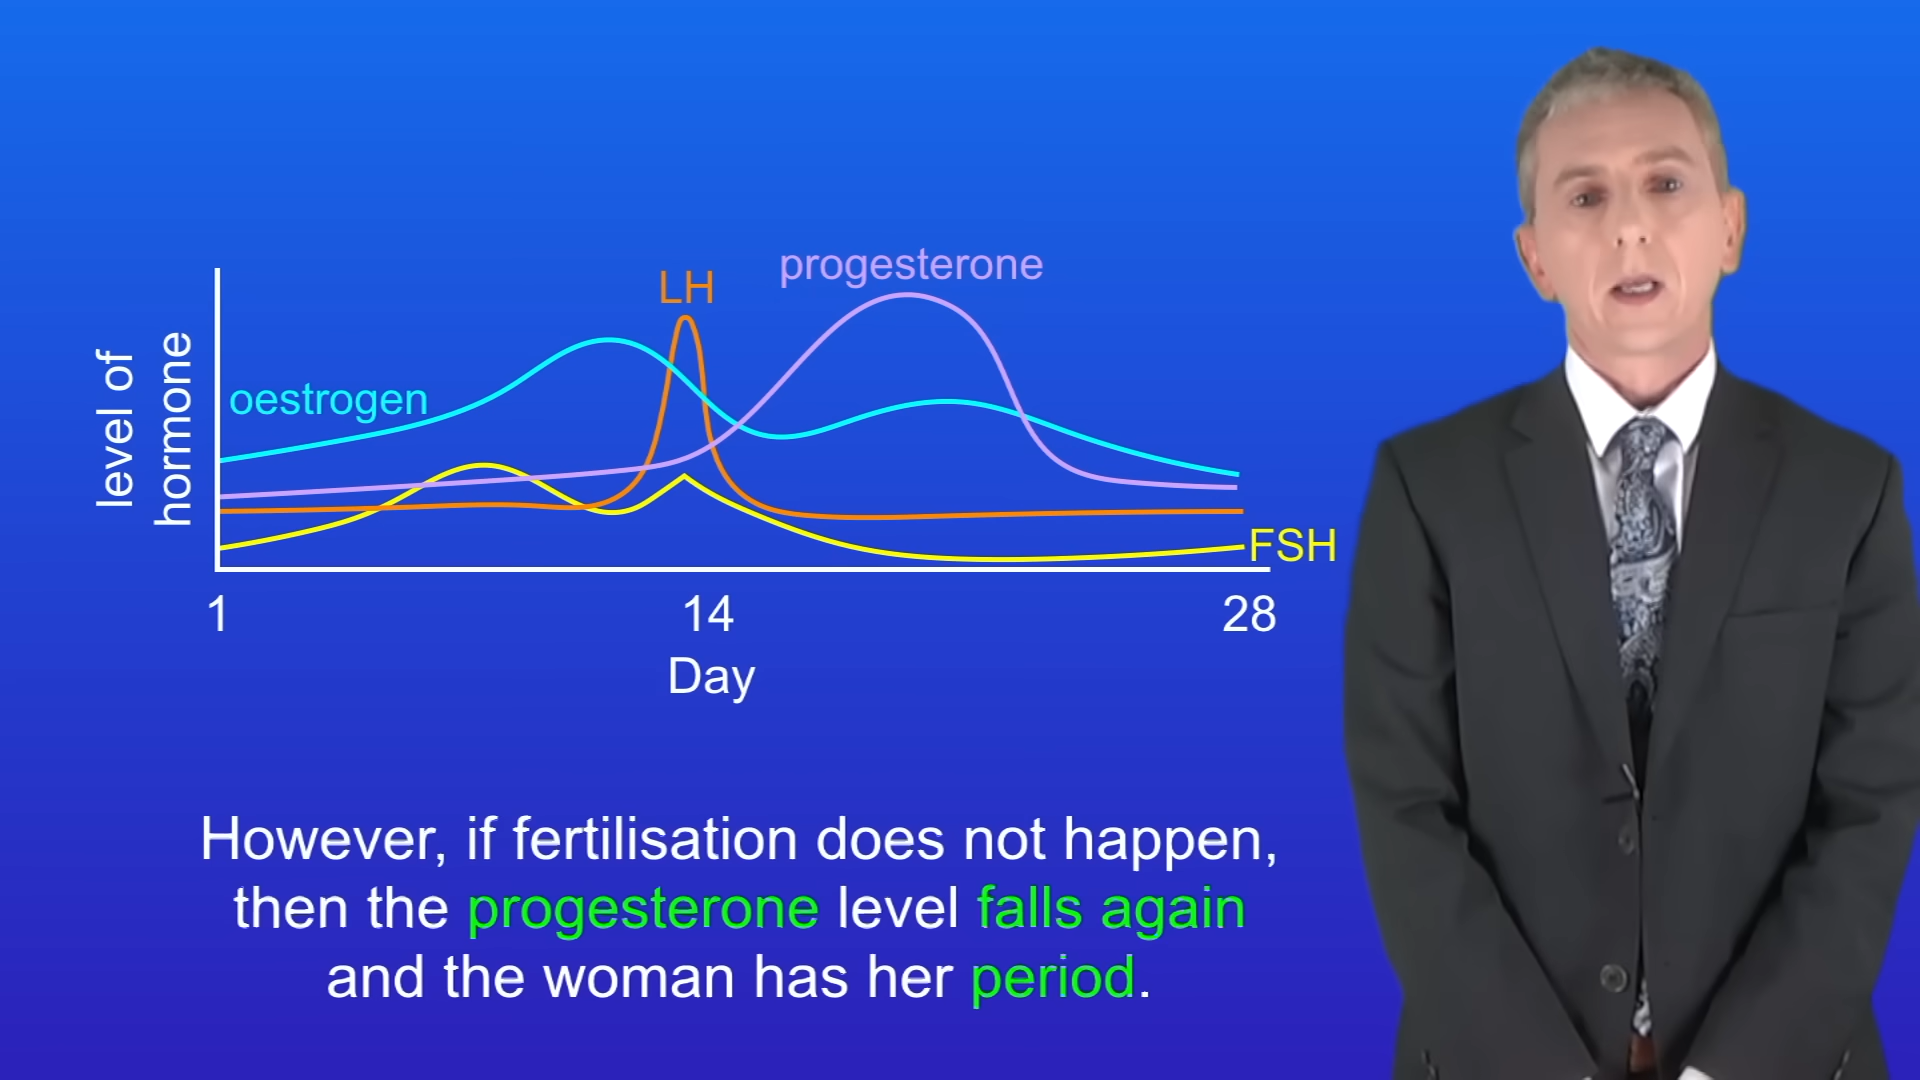 progesterone
LH
level of
hormone
oestrogen
FSH
1 14 28
Day
However, if fertilisation does not happen,
then the progesterone level falls again
and the woman has her period.